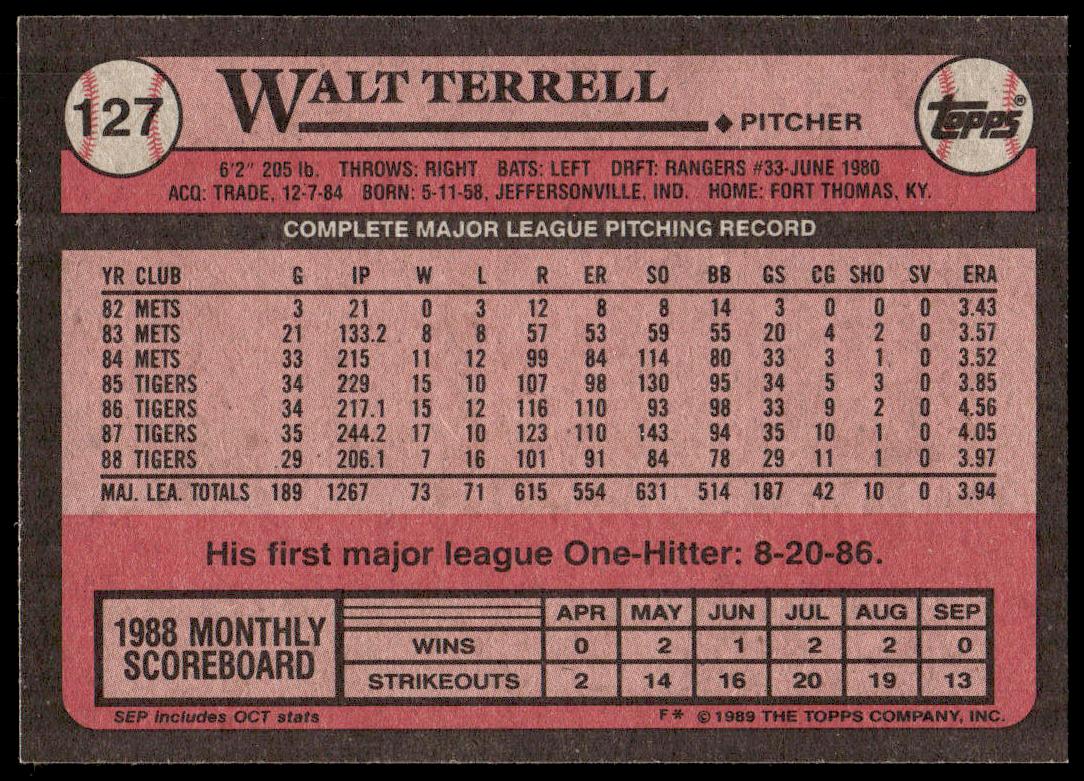 127 WALT TERRELL ◆ PITCHER TOPPS®
6'2" 205 lb. THROWS: RIGHT BATS: LEFT DRFT: RANGERS #33-JUNE 1980
ACQ: TRADE, 12-7-84 BORN: 5-11-58, JEFFERSONVILLE, IND. HOME: FORT THOMAS, KY.
COMPLETE MAJOR LEAGUE PITCHING RECORD
YR CLUB G IP W L R ER SO BB GS CG SHO SV ERA
82 METS 3 21 0 3 12 8 8 14 3 0 0 0 3.43
83 METS 21 133.2 8 8 57 53 59 55 20 4 2 0 3.57
84 METS 33 215 11 12 99 84 114 80 33 3 1 0 3.52
85 TIGERS 34 229 15 10 107 98 130 95 34 5 3 0 3.85
86 TIGERS 34 217.1 15 12 116 110 93 98 33 9 2 0 4.56
87 TIGERS 35 244.2 17 10 123 110 143 94 35 10 1 0 4.05
88 TIGERS 29 206.1 7 16 101 91 84 78 29 11 1 0 3.97
MAJ. LEA. TOTALS 189 1267 73 71 615 554 631 514 187 42 10 0 3.94
His first major league One-Hitter: 8-20-86.
1988 MONTHLY SCOREBOARD
APR MAY JUN JUL AUG SEP
WINS 0 2 1 2 2 0
STRIKEOUTS 2 14 16 20 19 13
SEP includes OCT stats F* © 1989 THE TOPPS COMPANY, INC.